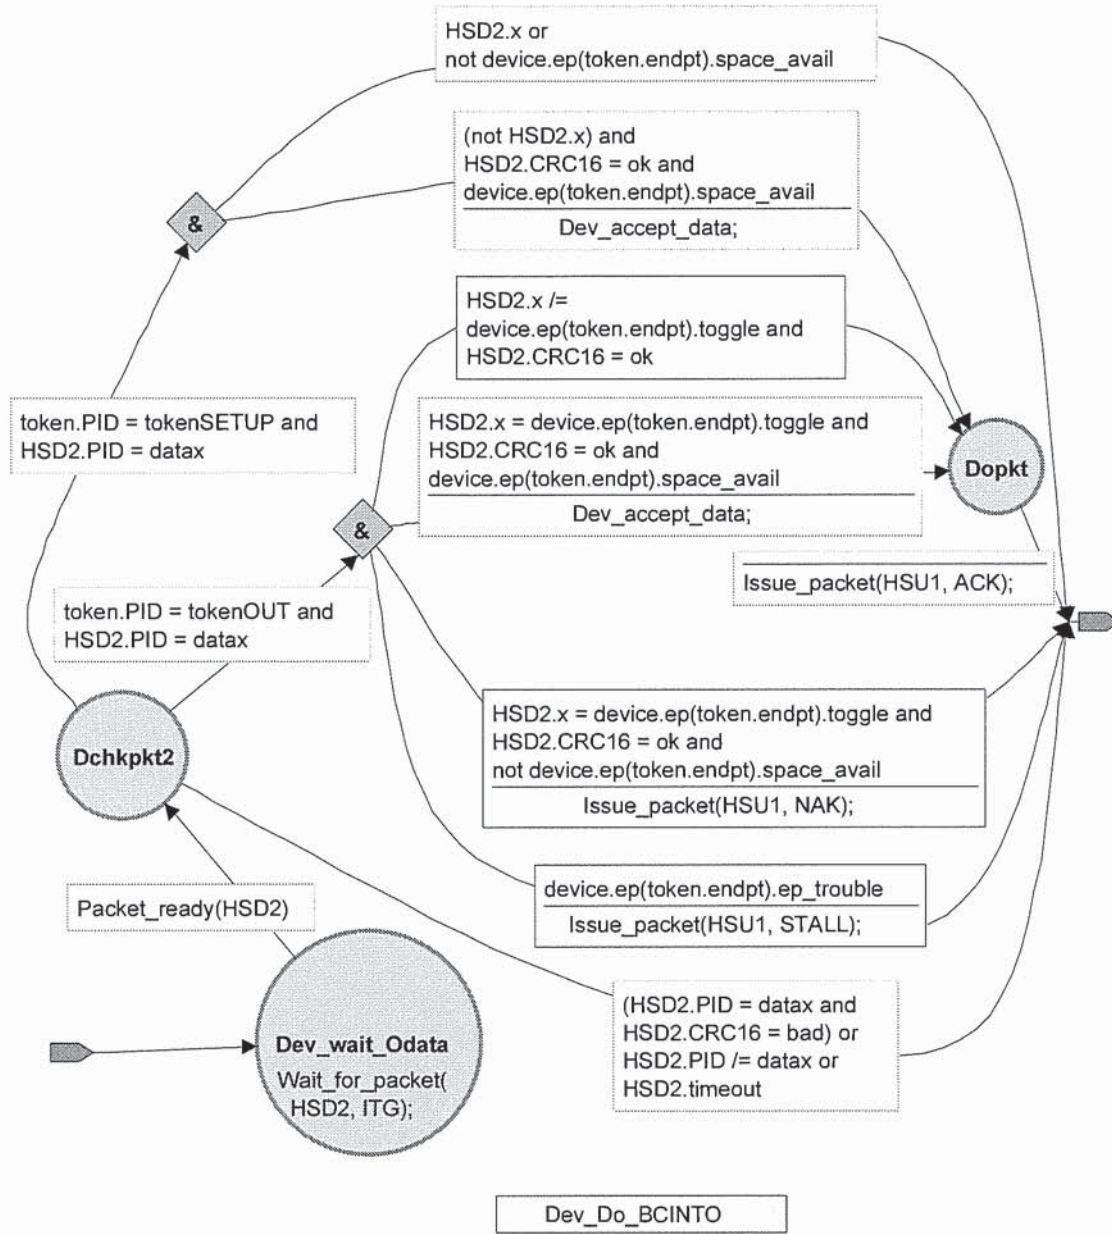 HSD2.x or
not device.ep(token.endpt).space_avail
(not HSD2.x) and
HSD2.CRC16 = ok and
device.ep(token.endpt).space_avail
Dev_accept_data;
&
HSD2.x /=
device.ep(token.endpt).toggle and
HSD2.CRC16 = ok
token.PID = tokenSETUP and
HSD2.PID = datax
HSD2.x = device.ep(token.endpt).toggle and
HSD2.CRC16 = ok and
device.ep(token.endpt).space_avail
Dev_accept_data;
Dopkt
&
Issue_packet(HSU1, ACK);
token.PID = tokenOUT and
HSD2.PID = datax
HSD2.x = device.ep(token.endpt).toggle and
HSD2.CRC16 = ok and
not device.ep(token.endpt).space_avail
Issue_packet(HSU1, NAK);
Dchkpkt2
device.ep(token.endpt).ep_trouble
Issue_packet(HSU1, STALL);
Packet_ready(HSD2)
(HSD2.PID = datax and
HSD2.CRC16 = bad) or
HSD2.PID /= datax or
HSD2.timeout
Dev_wait_Odata
Wait_for_packet(
HSD2, ITG);
Dev_Do_BCINTO